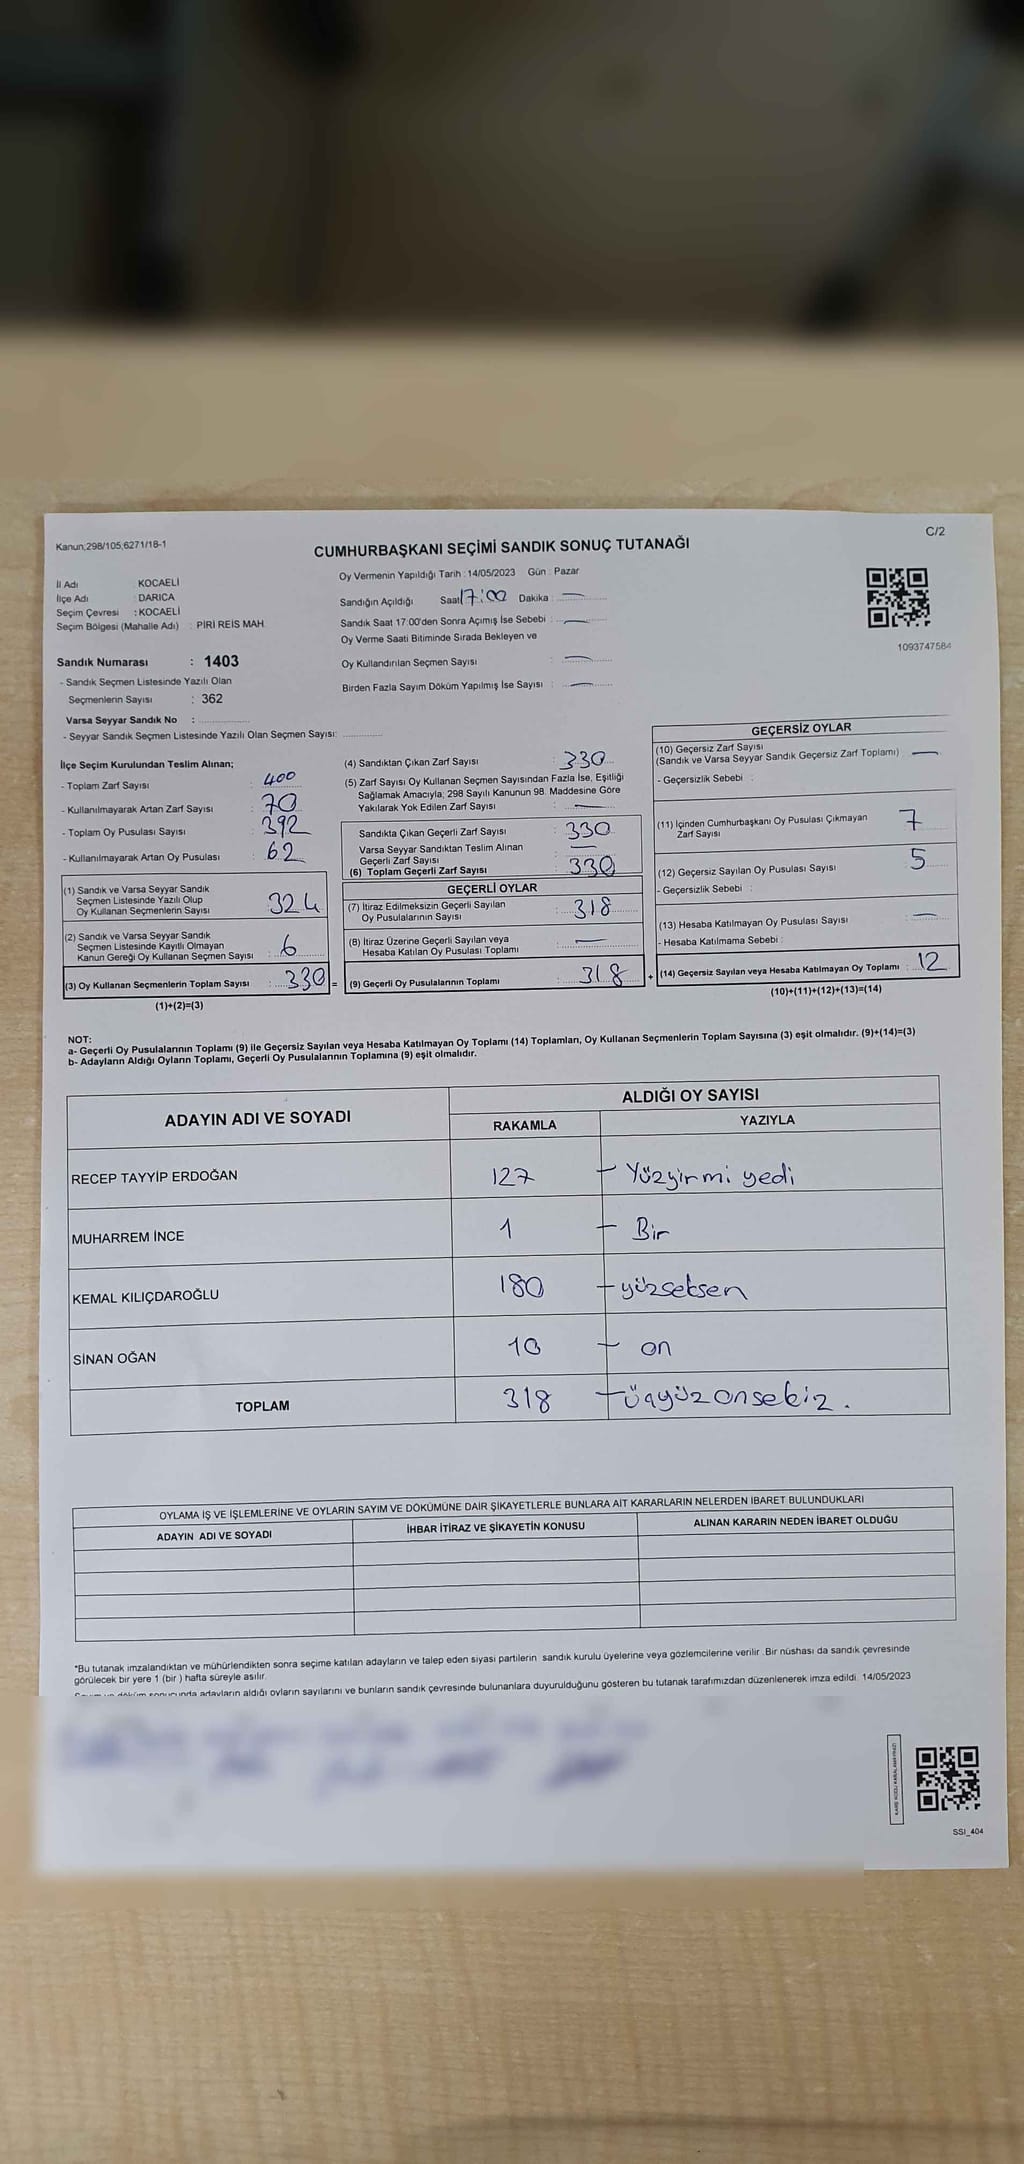 Kanun;298/105;6271/18-1
C/2
CUMHURBAŞKANI SEÇİMİ SANDIK SONUÇ TUTANAĞI
İl Adı : KOCAELİ
İlçe Adı : DARICA
Seçim Çevresi : KOCAELİ
Seçim Bölgesi (Mahalle Adı) : PİRİ REİS MAH.
Sandık Numarası : 1403
- Sandık Seçmen Listesinde Yazılı Olan
Seçmenlerin Sayısı : 362
Varsa Seyyar Sandık No :
- Seyyar Sandık Seçmen Listesinde Yazılı Olan Seçmen Sayısı:
Oy Vermenin Yapıldığı Tarih : 14/05/2023 Gün : Pazar
Sandığın Açıldığı Saat 17:00 Dakika : —
Sandık Saat 17:00'den Sonra Açımış İse Sebebi : —
Oy Verme Saati Bitiminde Sırada Bekleyen ve
Oy Kullandırılan Seçmen Sayısı : —
Birden Fazla Sayım Döküm Yapılmış İse Sayısı : —
1093747584
İlçe Seçim Kurulundan Teslim Alınan;
- Toplam Zarf Sayısı : 400
- Kullanılmayarak Artan Zarf Sayısı : 70
- Toplam Oy Pusulası Sayısı : 392
- Kullanılmayarak Artan Oy Pusulası : 62
(1) Sandık ve Varsa Seyyar Sandık
Seçmen Listesinde Yazılı Olup
Oy Kullanan Seçmenlerin Sayısı : 324
(2) Sandık ve Varsa Seyyar Sandık
Seçmen Listesinde Kayıtlı Olmayan
Kanun Gereği Oy Kullanan Seçmen Sayısı : 6
(3) Oy Kullanan Seçmenlerin Toplam Sayısı : 330 =
(1)+(2)=(3)
(4) Sandıktan Çıkan Zarf Sayısı : 330
(5) Zarf Sayısı Oy Kullanan Seçmen Sayısından Fazla İse, Eşitliği
Sağlamak Amacıyla; 298 Sayılı Kanunun 98. Maddesine Göre
Yakılarak Yok Edilen Zarf Sayısı : —
Sandıkta Çıkan Geçerli Zarf Sayısı : 330
Varsa Seyyar Sandıktan Teslim Alınan
Geçerli Zarf Sayısı : —
(6) Toplam Geçerli Zarf Sayısı : 330
GEÇERLİ OYLAR
(7) İtiraz Edilmeksizin Geçerli Sayılan
Oy Pusulalarının Sayısı : 318
(8) İtiraz Üzerine Geçerli Sayılan veya
Hesaba Katılan Oy Pusulası Toplamı : —
(9) Geçerli Oy Pusulalarının Toplamı : 318 +
GEÇERSİZ OYLAR
(10) Geçersiz Zarf Sayısı
(Sandık ve Varsa Seyyar Sandık Geçersiz Zarf Toplamı) : —
- Geçersizlik Sebebi :
(11) İçinden Cumhurbaşkanı Oy Pusulası Çıkmayan
Zarf Sayısı : 7
(12) Geçersiz Sayılan Oy Pusulası Sayısı : 5
- Geçersizlik Sebebi :
(13) Hesaba Katılmayan Oy Pusulası Sayısı : —
- Hesaba Katılmama Sebebi :
(14) Geçersiz Sayılan veya Hesaba Katılmayan Oy Toplamı : 12
(10)+(11)+(12)+(13)=(14)
NOT:
a- Geçerli Oy Pusulalarının Toplamı (9) ile Geçersiz Sayılan veya Hesaba Katılmayan Oy Toplamı (14) Toplamları, Oy Kullanan Seçmenlerin Toplam Sayısına (3) eşit olmalıdır. (9)+(14)=(3)
b- Adayların Aldığı Oyların Toplamı, Geçerli Oy Pusulalarının Toplamına (9) eşit olmalıdır.
ADAYIN ADI VE SOYADI
ALDIĞI OY SAYISI
RAKAMLA YAZIYLA
RECEP TAYYİP ERDOĞAN 127 — Yüzyirmi yedi
MUHARREM İNCE 1 — Bir
KEMAL KILIÇDAROĞLU 180 — yüzseksen
SİNAN OĞAN 10 — on
TOPLAM 318 — üçyüzonsekiz.
OYLAMA İŞ VE İŞLEMLERİNE VE OYLARIN SAYIM VE DÖKÜMÜNE DAİR ŞİKAYETLERLE BUNLARA AİT KARARLARIN NELERDEN İBARET BULUNDUKLARI
ADAYIN ADI VE SOYADI İHBAR İTİRAZ VE ŞİKAYETİN KONUSU ALINAN KARARIN NEDEN İBARET OLDUĞU
*Bu tutanak imzalandıktan ve mühürlendikten sonra seçime katılan adayların ve talep eden siyasi partilerin sandık kurulu üyelerine veya gözlemcilerine verilir. Bir nüshası da sandık çevresinde
görülecek bir yere 1 (bir) hafta süreyle asılır.
sonucunda adayların aldığı oyların sayılarını ve bunların sandık çevresinde bulunanlara duyurulduğunu gösteren bu tutanak tarafımızdan düzenlenerek imza edildi. 14/05/2023
SSI_404